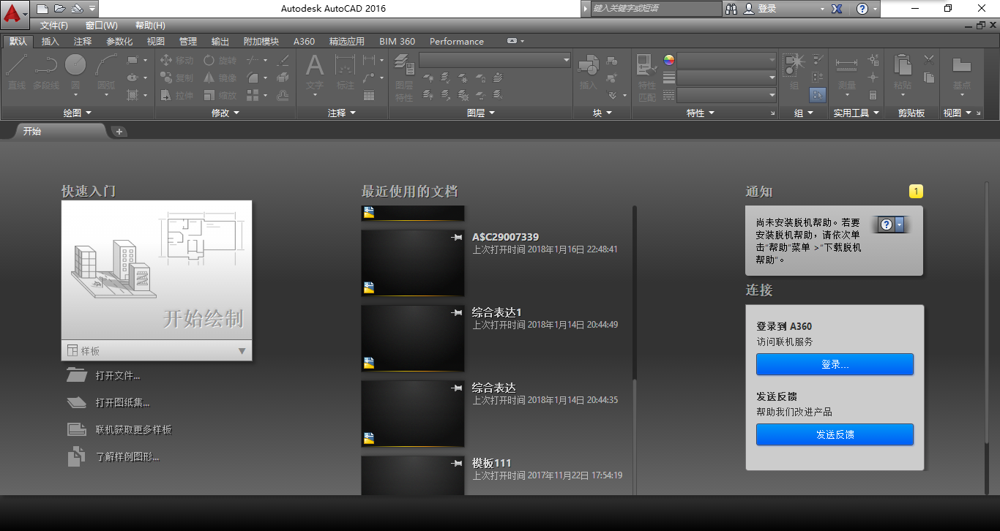 Autodesk AutoCAD 2016
键入关键字或短语
登录
文件(F) 窗口(W) 帮助(H)
默认 插入 注释 参数化 视图 管理 输出 附加模块 A360 精选应用 BIM 360 Performance
直线 多段线 圆 圆弧
移动 旋转
复制 镜像
拉伸 缩放
文字 标注
图层
特性
插入
特性
匹配
组
测量
粘贴
基点
绘图 修改 注释 图层 块 特性 组 实用工具 剪贴板 视图
开始
快速入门
开始绘制
样板
打开文件...
打开图纸集...
联机获取更多样板
了解样例图形...
最近使用的文档
A$C29007339
上次打开时间 2018年1月16日 22:48:41
综合表达1
上次打开时间 2018年1月14日 20:44:49
综合表达
上次打开时间 2018年1月14日 20:44:35
模板111
上次打开时间 2017年11月22日 17:54:19
通知
1
尚未安装脱机帮助。若要
安装脱机帮助，请依次单
击"帮助"菜单 >"下载脱机
帮助"。
连接
登录到 A360
访问联机服务
登录...
发送反馈
帮助我们改进产品
发送反馈